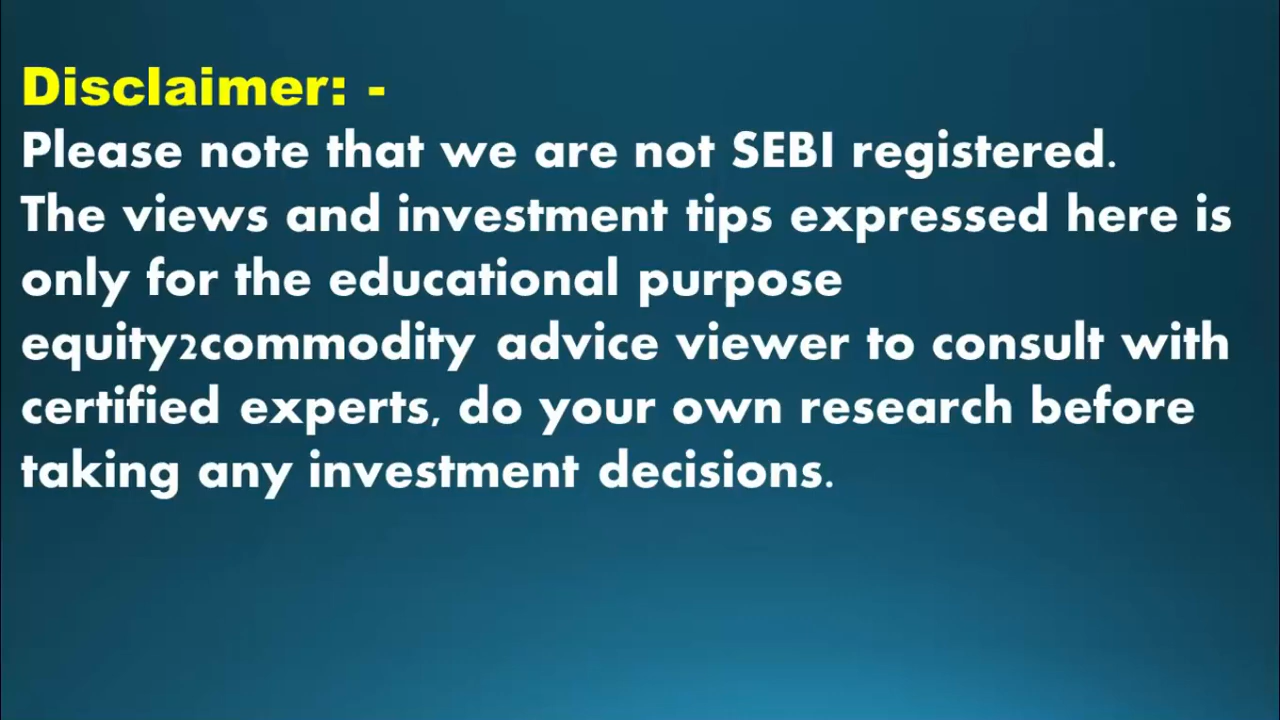 Disclaimer: -
Please note that we are not SEBI registered.
The views and investment tips expressed here is
only for the educational purpose
equity2commodity advice viewer to consult with
certified experts, do your own research before
taking any investment decisions.